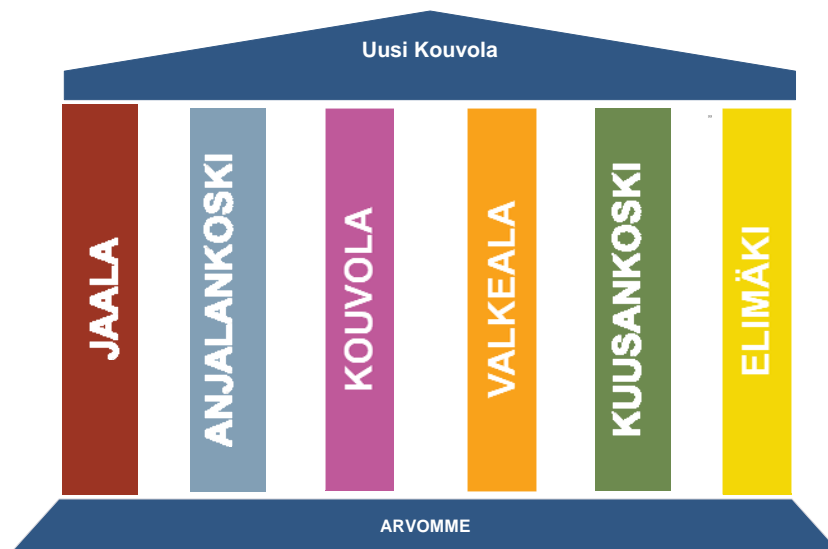 Uusi Kouvola
JAALA
ANJALANKOSKI
KOUVOLA
VALKEALA
KUUSANKOSKI
ELIMÄKI
ARVOMME